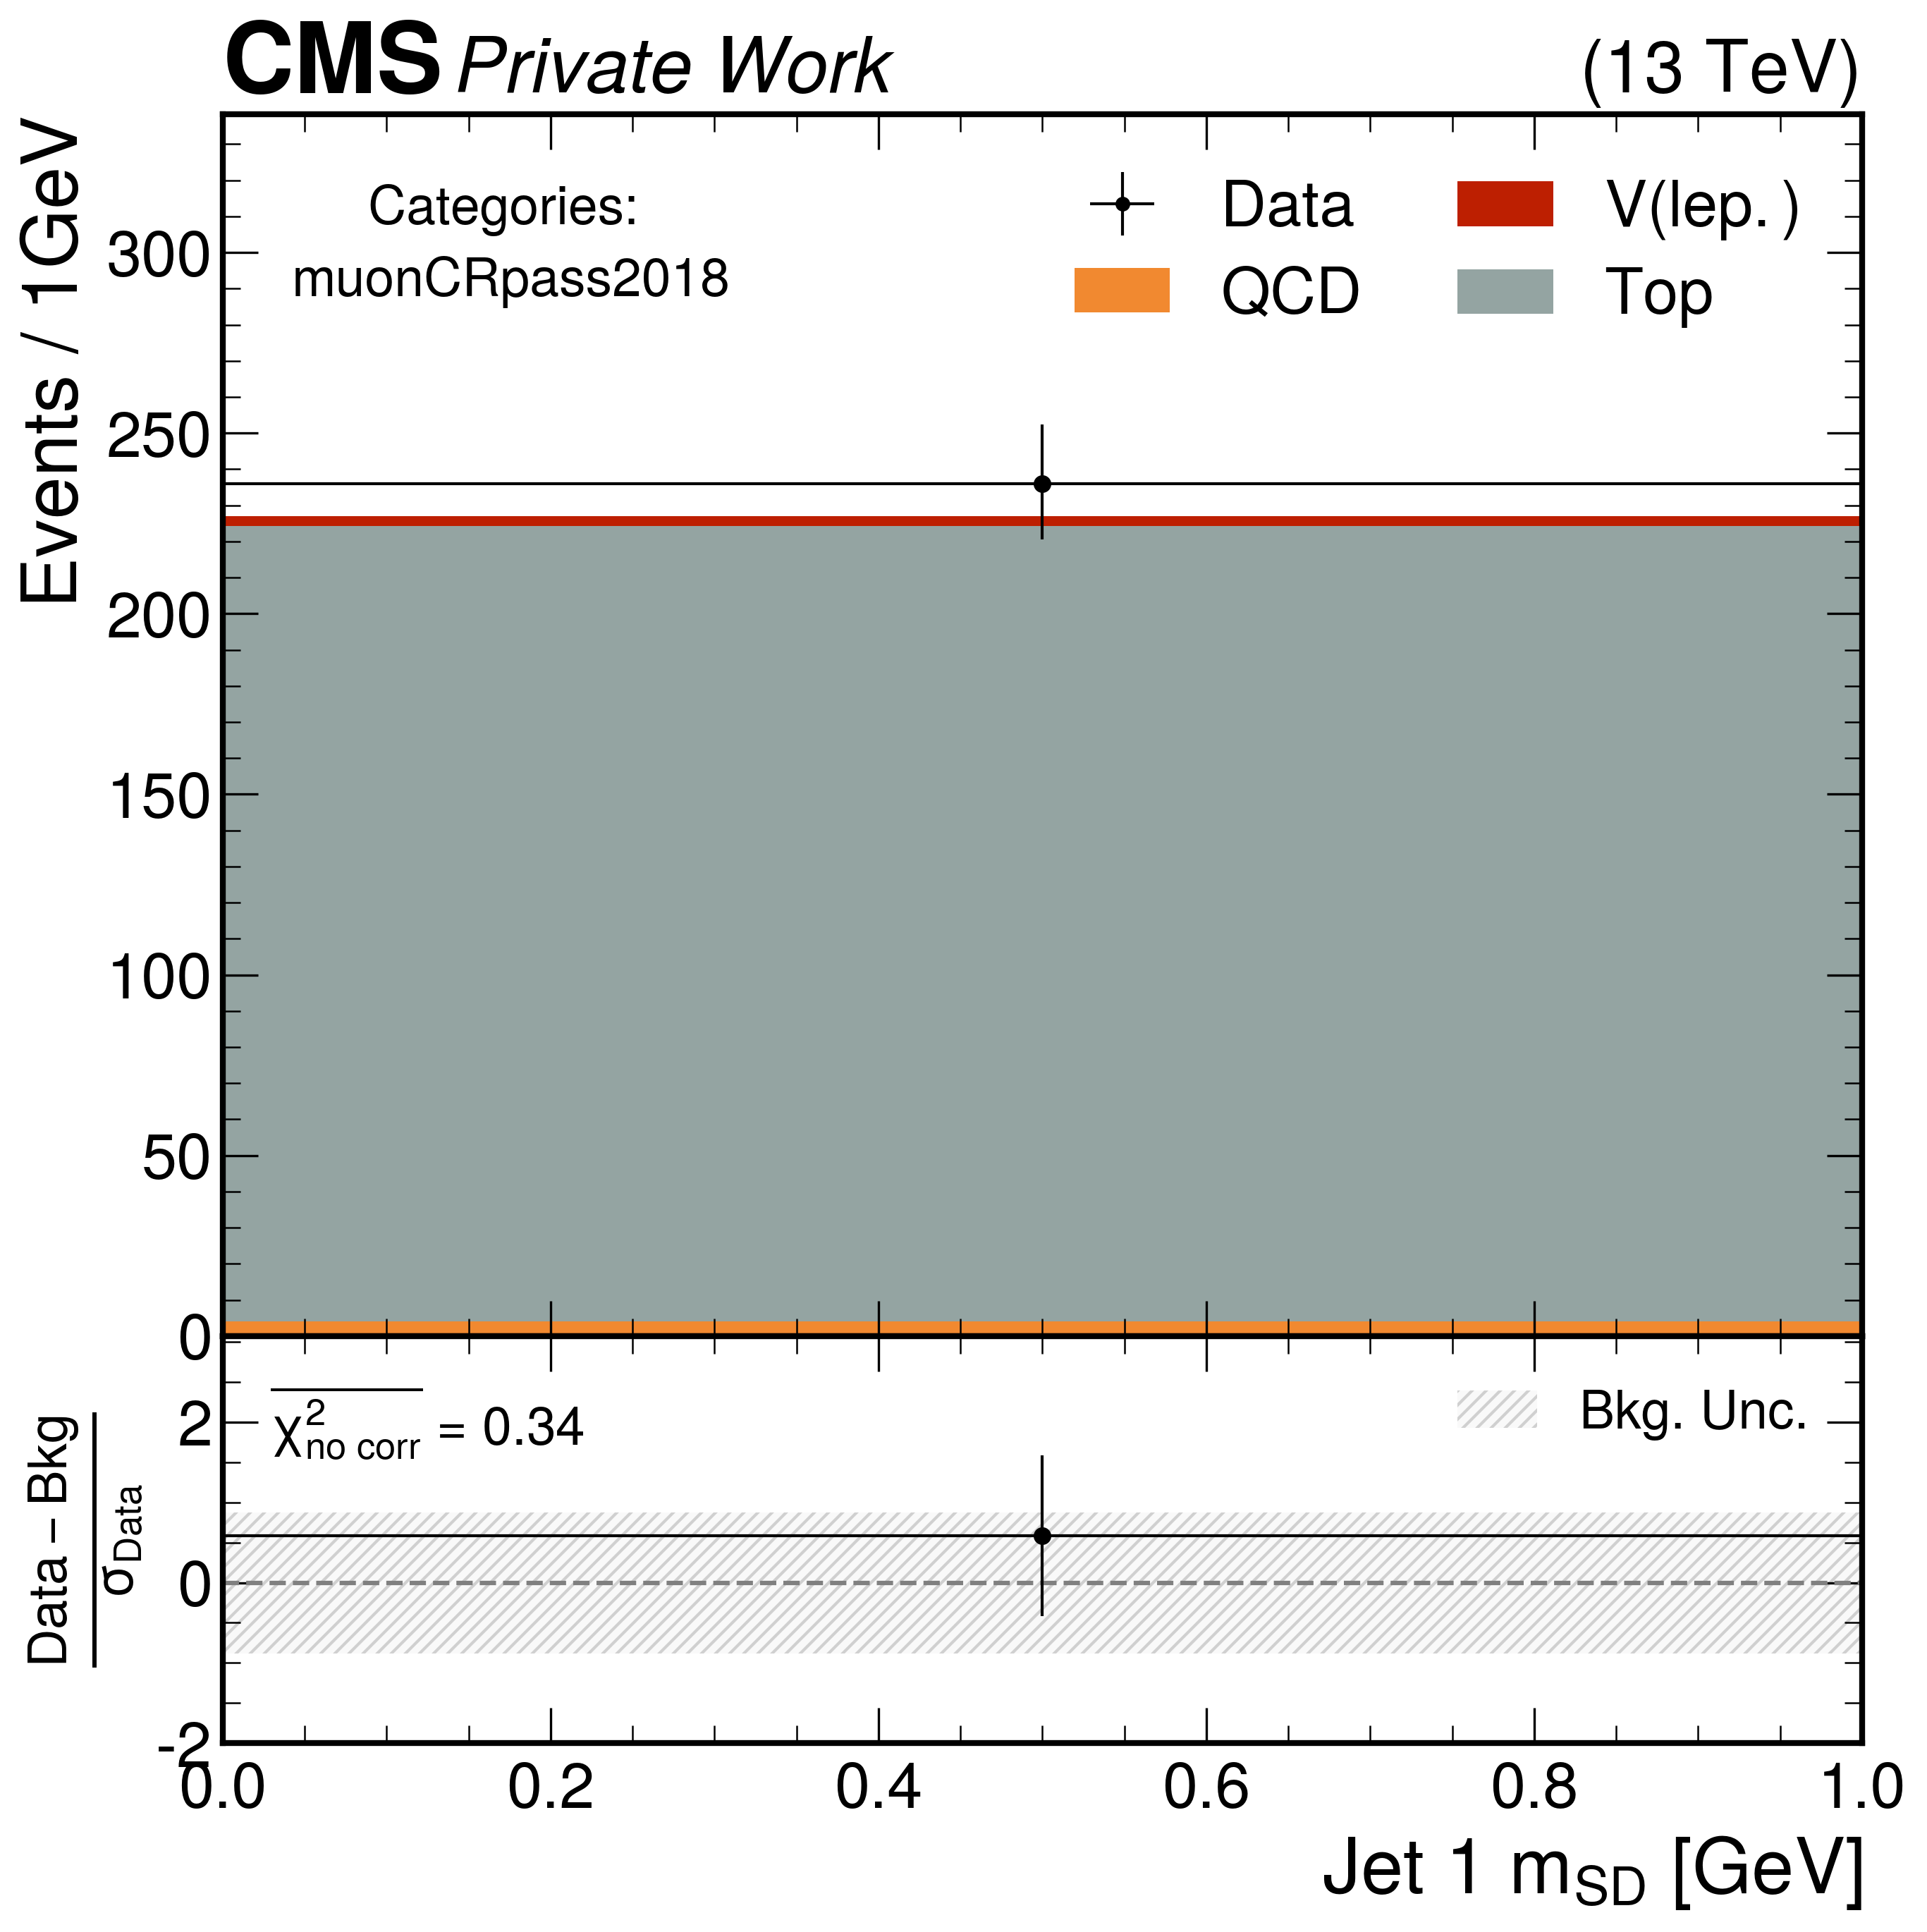 CMS Private Work (13 TeV)
Events / 1 GeV
Categories:
muonCRpass2018
Data
V(lep.)
QCD
Top
300
250
200
150
100
50
0
Data – Bkg
σData
χ2no corr = 0.34
Bkg. Unc.
2
0
-2
0.0 0.2 0.4 0.6 0.8 1.0
Jet 1 mSD [GeV]